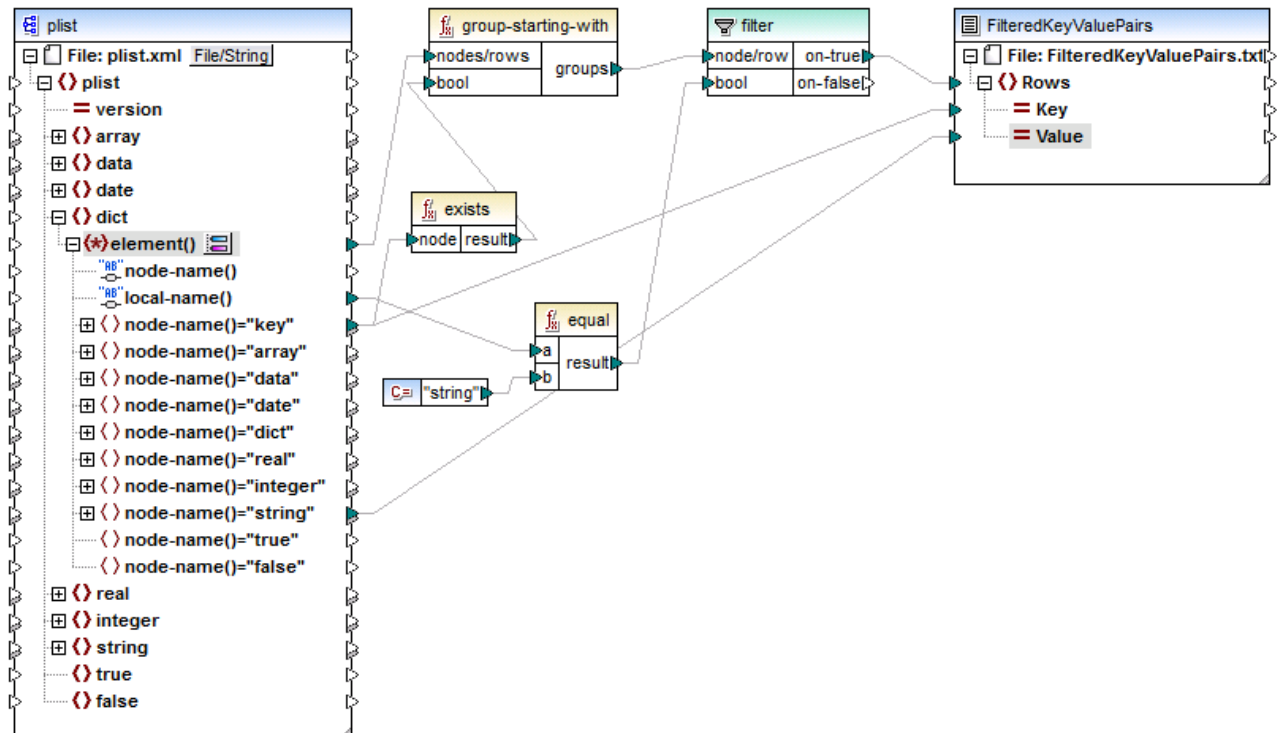 plist
File: plist.xml File/String
plist
version
array
data
date
dict
element()
"AB" node-name()
"AB" local-name()
node-name()="key"
node-name()="array"
node-name()="data"
node-name()="date"
node-name()="dict"
node-name()="real"
node-name()="integer"
node-name()="string"
node-name()="true"
node-name()="false"
real
integer
string
true
false
group-starting-with
nodes/rows
bool
groups
exists
node result
equal
a
b
result
C= "string"
filter
node/row on-true
bool on-false
FilteredKeyValuePairs
File: FilteredKeyValuePairs.txt
Rows
Key
Value